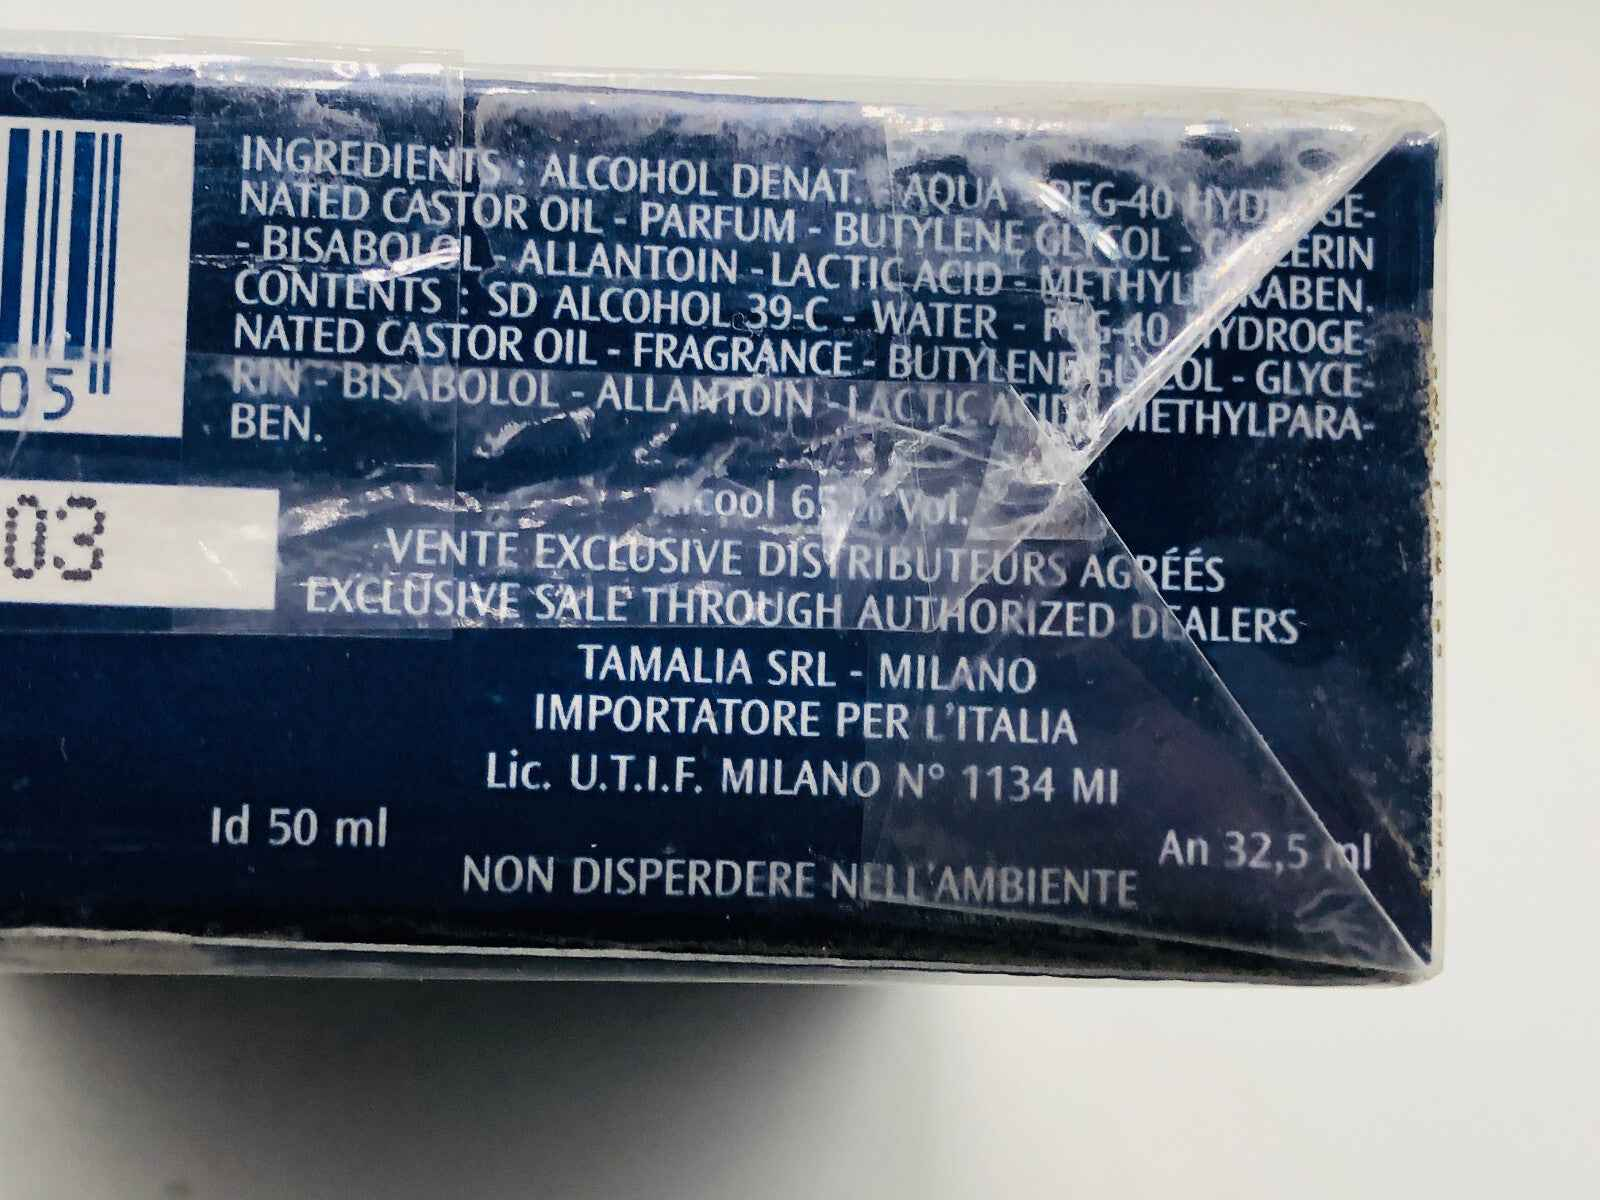 INGREDIENTS : ALCOHOL DENAT. - AQUA - PEG-40 HYDROGE-
NATED CASTOR OIL - PARFUM - BUTYLENE GLYCOL - GLYCERIN
- BISABOLOL - ALLANTOIN - LACTIC ACID - METHYLPARABEN.
CONTENTS : SD ALCOHOL 39-C - WATER - PEG-40 HYDROGE-
NATED CASTOR OIL - FRAGRANCE - BUTYLENE GLYCOL - GLYCE-
RIN - BISABOLOL - ALLANTOIN - LACTIC ACID - METHYLPARA-
BEN.
05
03
Alcool 65 % Vol.
VENTE EXCLUSIVE DISTRIBUTEURS AGRÉÉS
EXCLUSIVE SALE THROUGH AUTHORIZED DEALERS
TAMALIA SRL - MILANO
IMPORTATORE PER L'ITALIA
Lic. U.T.I.F. MILANO N° 1134 MI
Id 50 ml
An 32,5 ml
NON DISPERDERE NELL'AMBIENTE